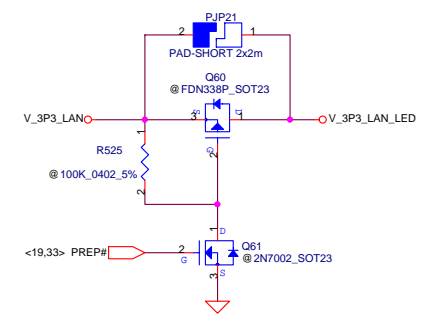 PJP21
2 1
PAD-SHORT 2x2m
Q60
@FDN338P_SOT23
V_3P3_LAN
S
3
D
1
V_3P3_LAN_LED
G
2
1
R525
@100K_0402_5%
2
1
D
Q61
<19,33> PREP#
2
G
@2N7002_SOT23
S
3